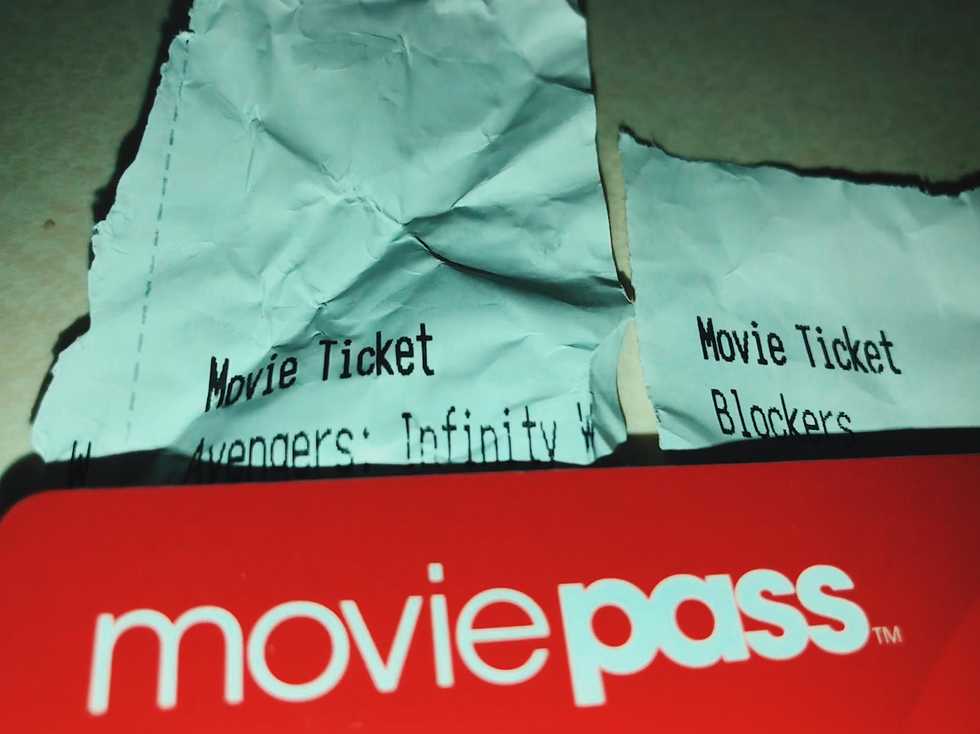 Movie Ticket
W Avengers: Infinity W
Movie Ticket
Blockers
moviepass™